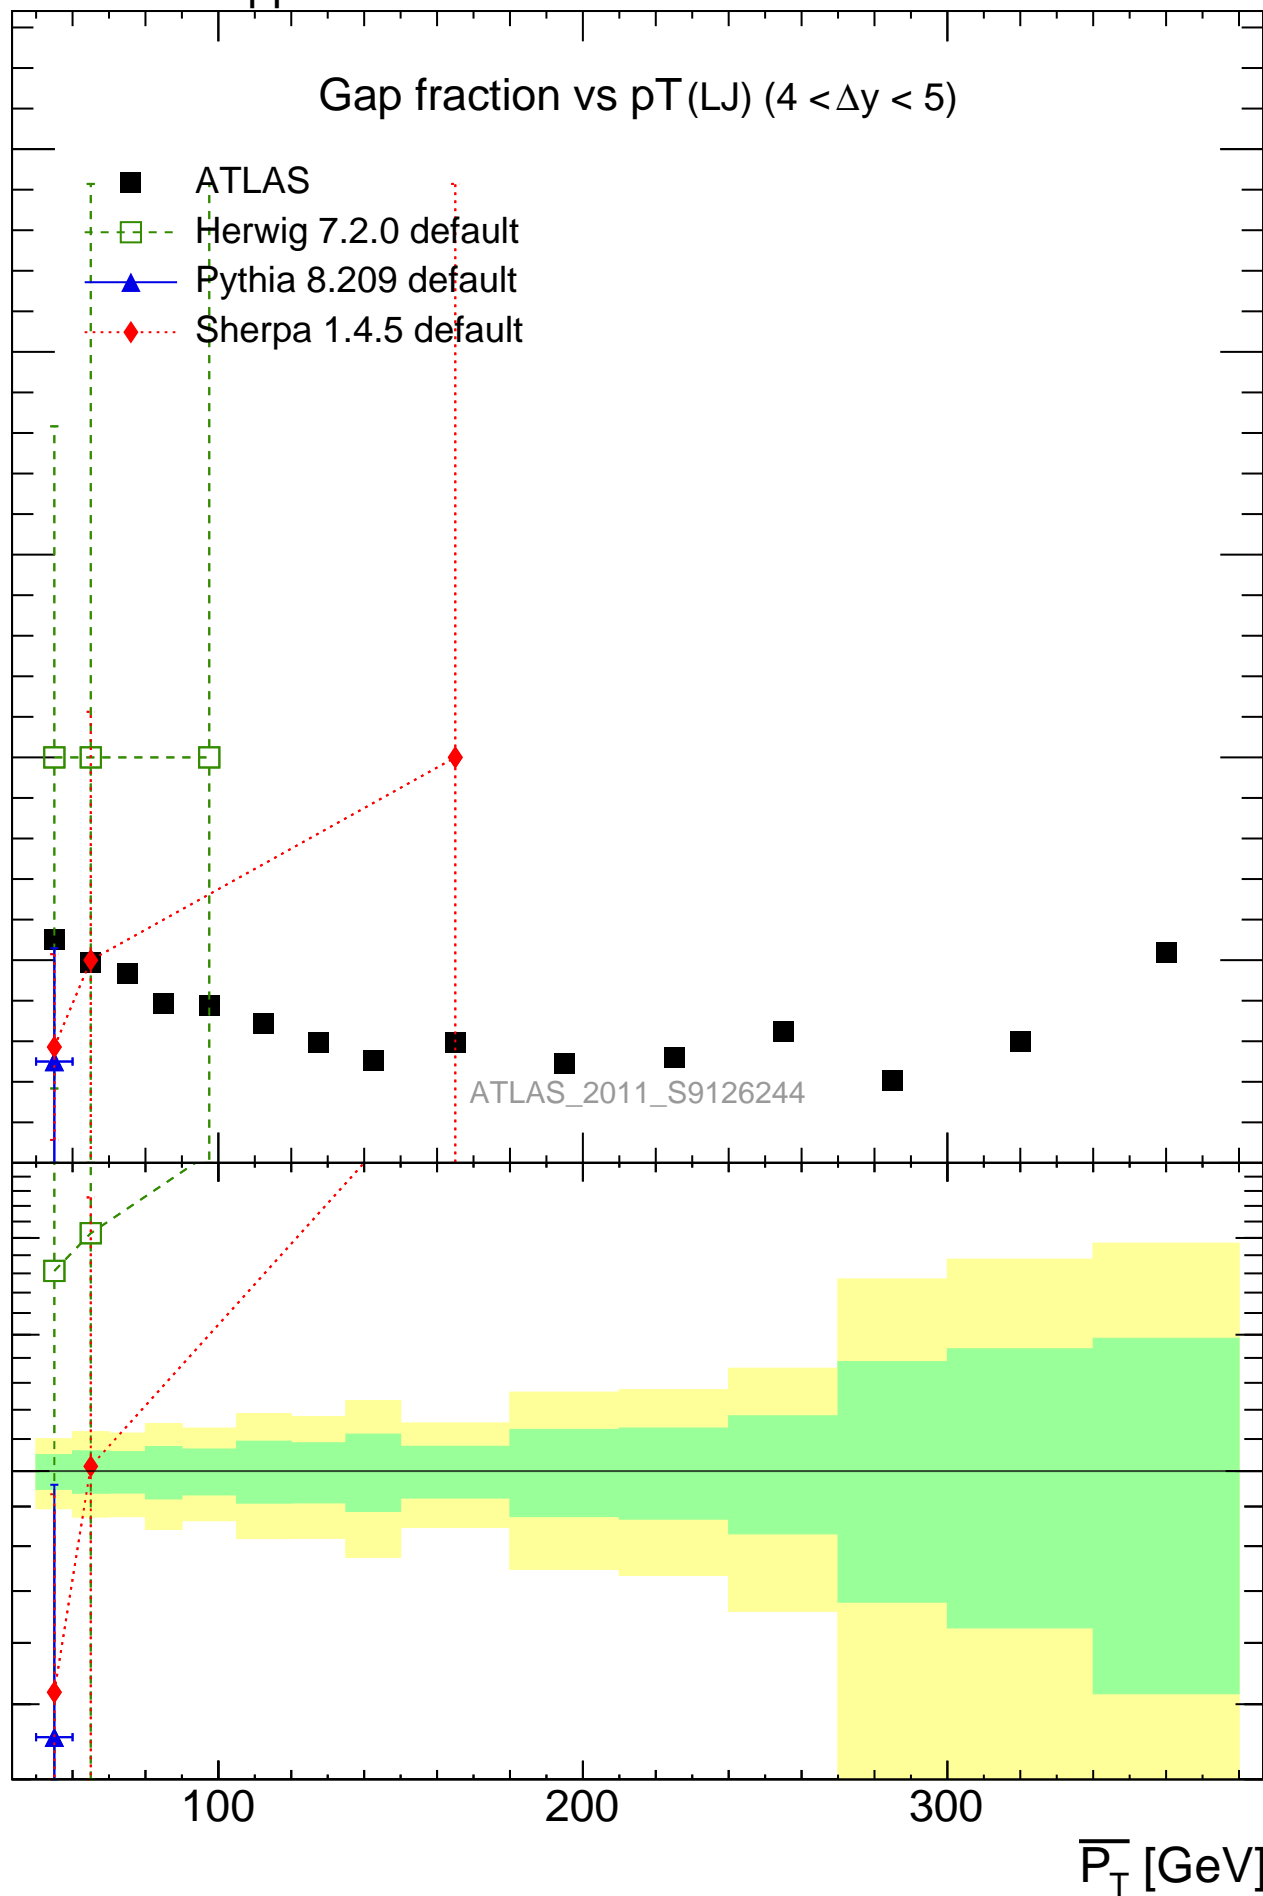 Gap fraction vs pT(LJ) (4 < Δy < 5)
ATLAS
Herwig 7.2.0 default
Pythia 8.209 default
Sherpa 1.4.5 default
ATLAS_2011_S9126244
100 200 300
P_T [GeV]